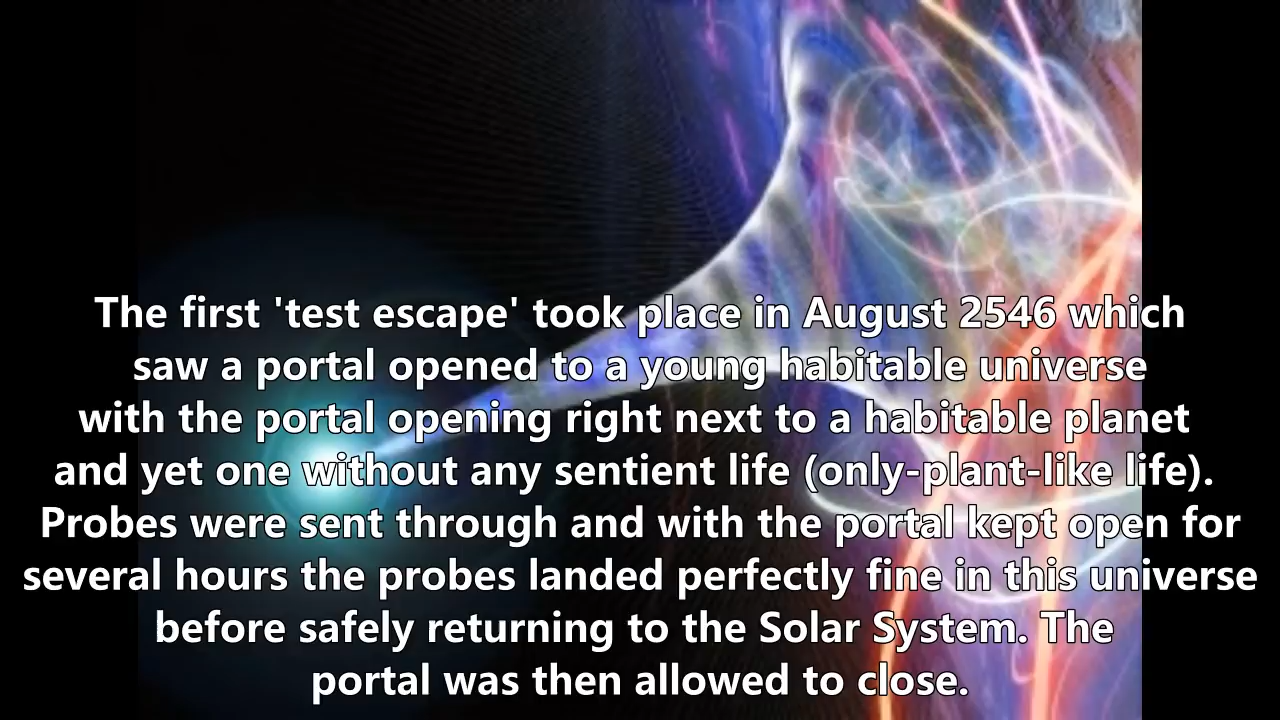 The first 'test escape' took place in August 2546 which
saw a portal opened to a young habitable universe
with the portal opening right next to a habitable planet
and yet one without any sentient life (only-plant-like life).
Probes were sent through and with the portal kept open for
several hours the probes landed perfectly fine in this universe
before safely returning to the Solar System. The
portal was then allowed to close.